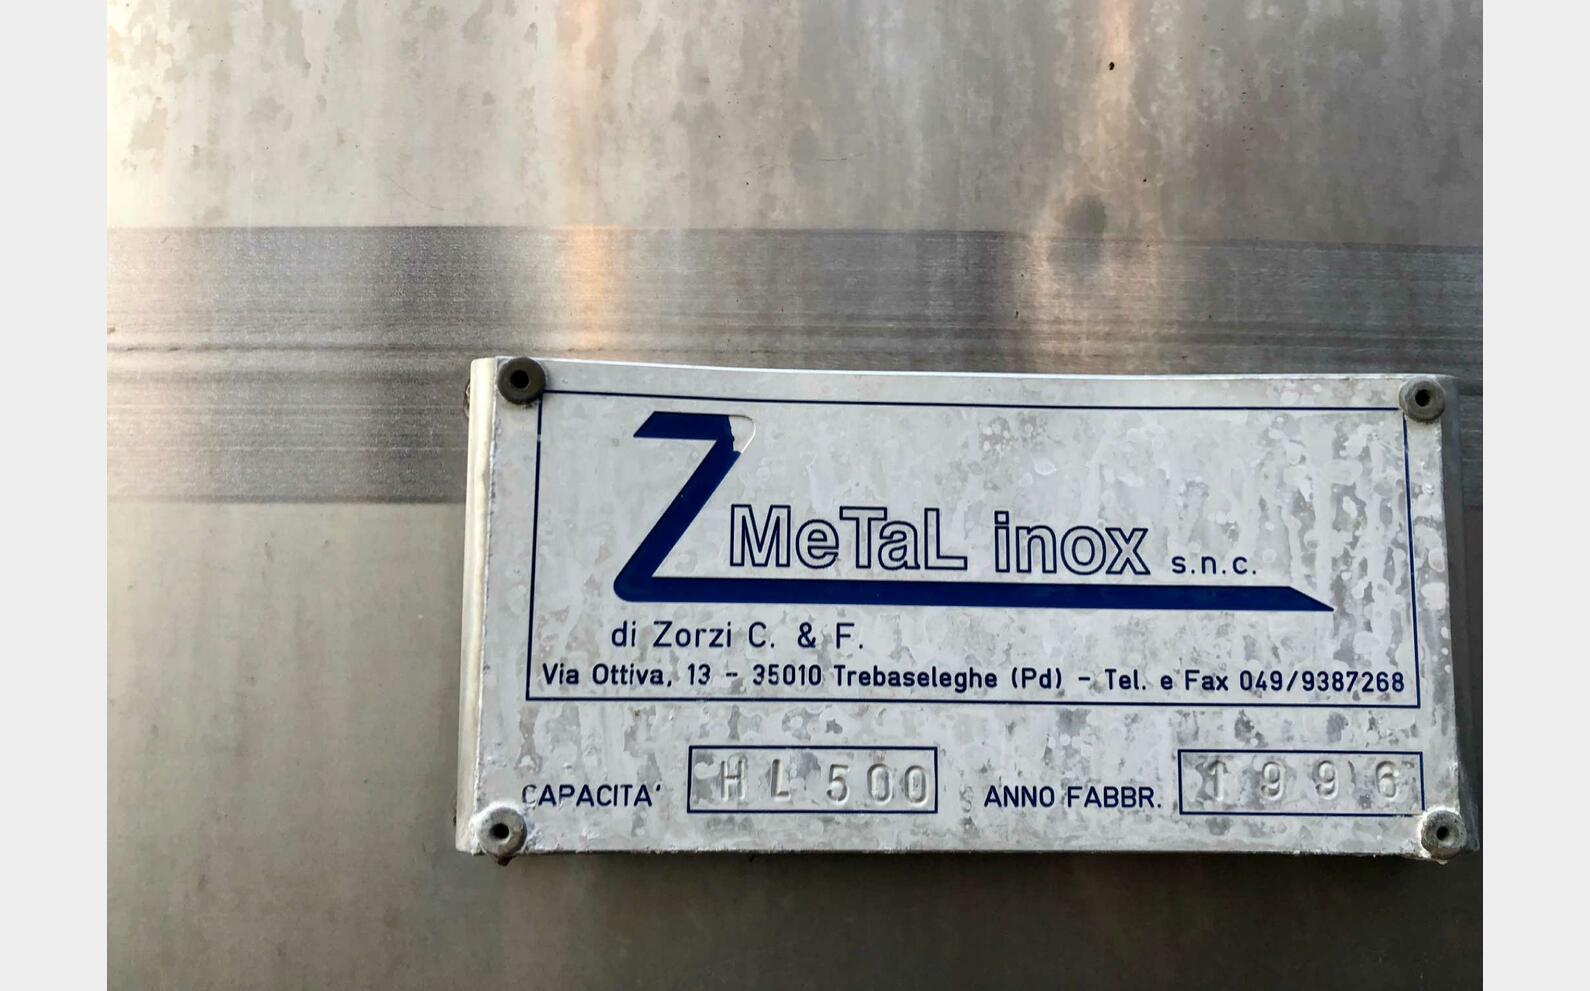 Z MeTaL inox s.n.c.
di Zorzi C. & F.
Via Ottiva, 13 - 35010 Trebaseleghe (Pd) - Tel. e Fax 049/9387268
CAPACITA' HL 500 ANNO FABBR. 1996